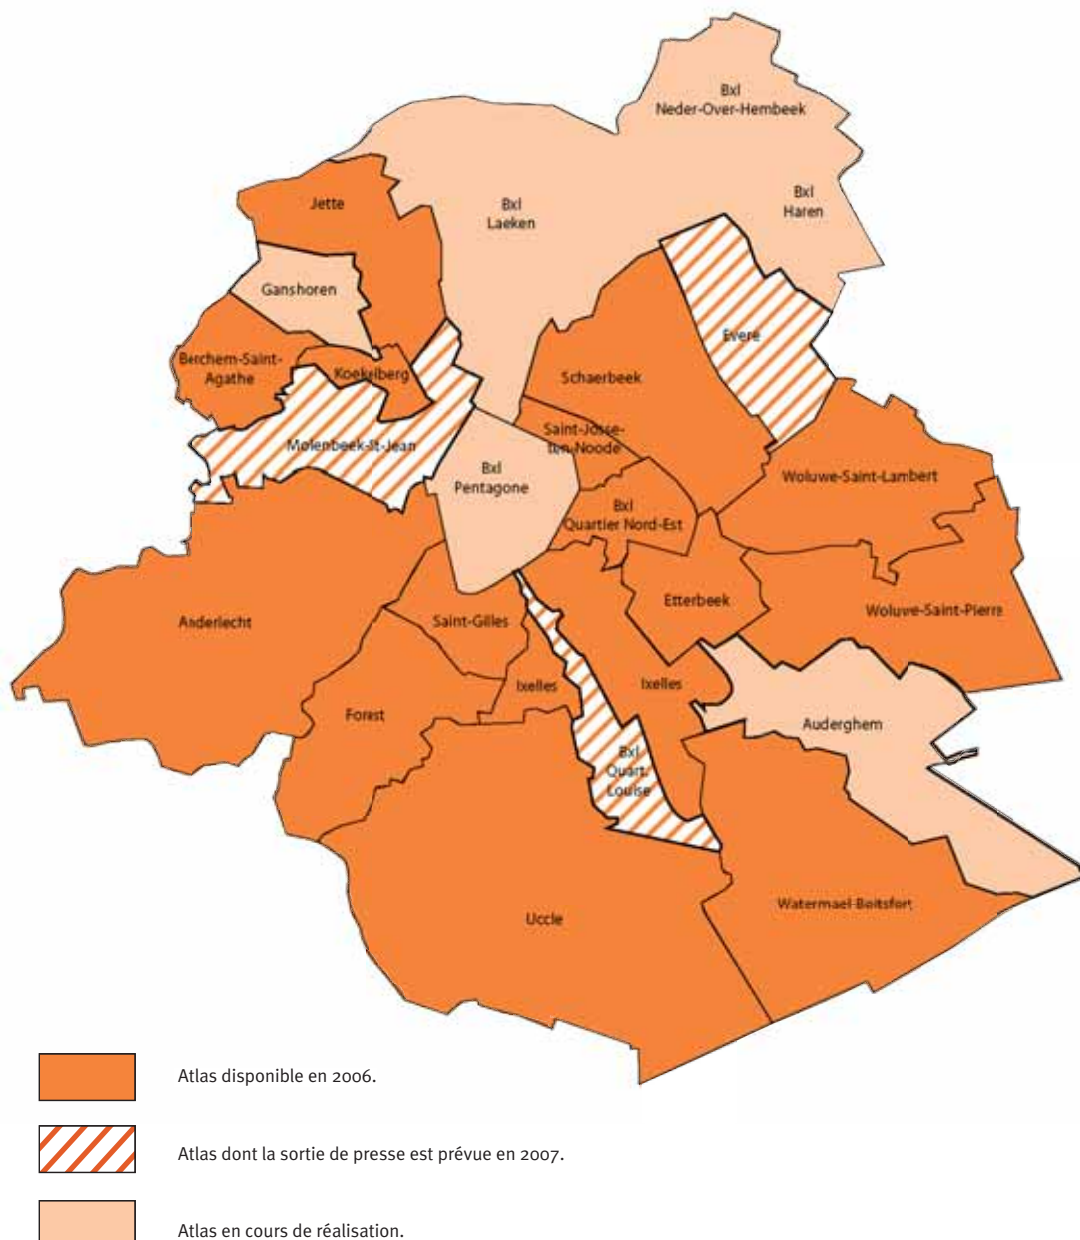 Bxl
Neder-Over-Hembeek
Bxl
Haren
Jette
Bxl
Laeken
Ganshoren
Evere
Berchem-Saint-
Agathe
Koekelberg
Schaerbeek
Saint-Josse-
ten-Noode
Molenbeek-St-Jean
Bxl
Pentagone
Woluwe-Saint-Lambert
Bxl
Quartier Nord-Est
Etterbeek
Woluwe-Saint-Pierre
Anderlecht
Saint-Gilles
Ixelles
Ixelles
Forest
Auderghem
Bxl
Quart.
Louise
Uccle
Watermael-Boitsfort
Atlas disponible en 2006.
Atlas dont la sortie de presse est prévue en 2007.
Atlas en cours de réalisation.